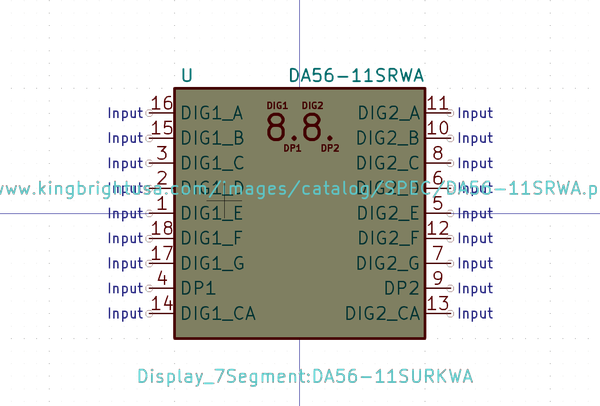 U DA56-11SRWA
Input 16 DIG1_A DIG1 DIG2 DIG2_A 11 Input
Input 15 DIG1_B 8.8. DIG2_B 10 Input
DP1 DP2
Input 3 DIG1_C DIG2_C 8 Input
Input 2 DIG1_D DIG2_D 6 Input
www.kingbrightusa.com/images/catalog/SPEC/DA56-11SRWA.p
Input 1 DIG1_E DIG2_E 5 Input
Input 18 DIG1_F DIG2_F 12 Input
Input 17 DIG1_G DIG2_G 7 Input
Input 4 DP1 DP2 9 Input
Input 14 DIG1_CA DIG2_CA 13 Input
Display_7Segment:DA56-11SURKWA